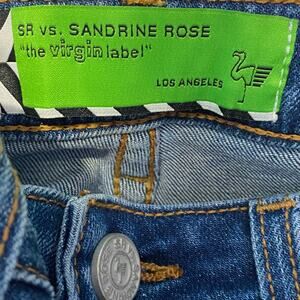 SR vs. SANDRINE ROSE
"the virgin label"
LOS ANGELES